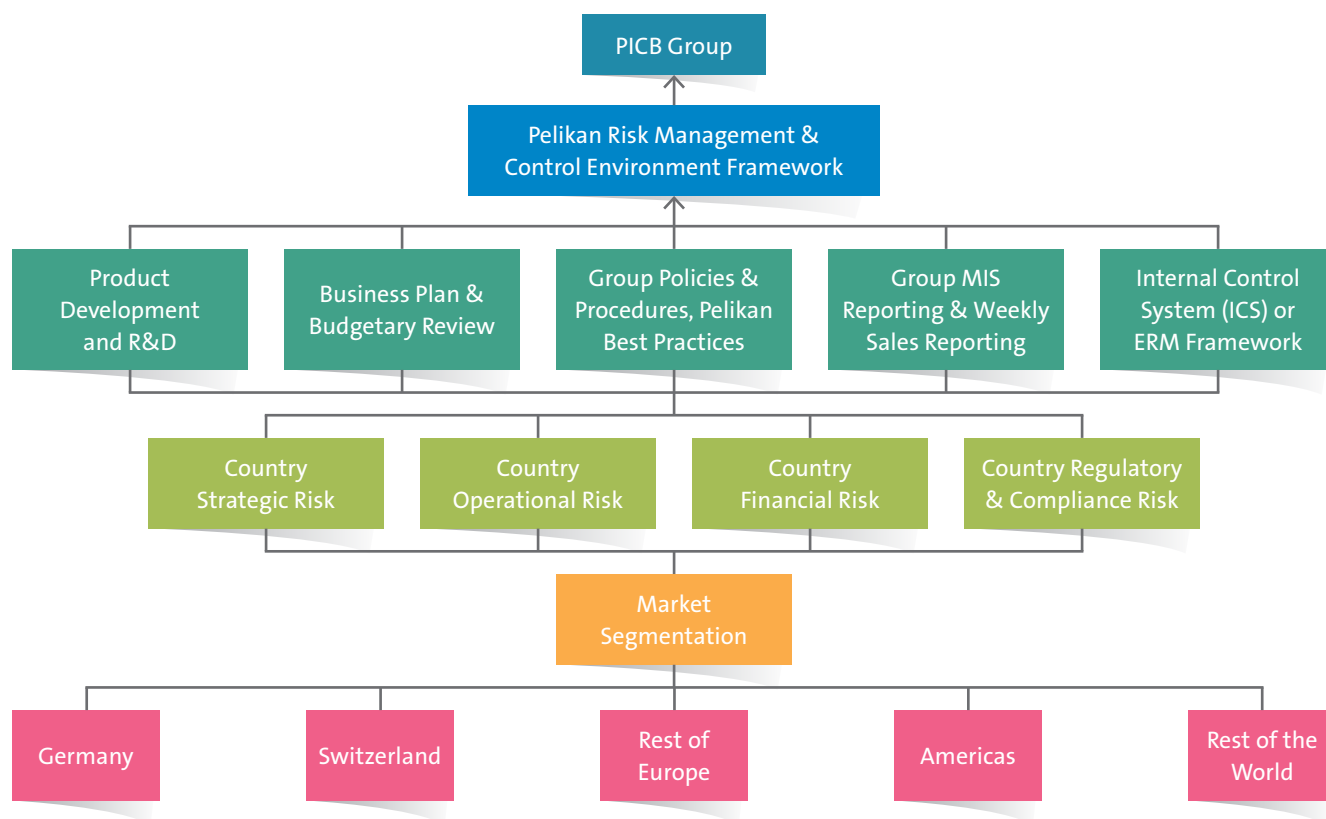 PICB Group
Pelikan Risk Management &
Control Environment Framework
Product
Development
and R&D
Business Plan &
Budgetary Review
Group Policies &
Procedures, Pelikan
Best Practices
Group MIS
Reporting & Weekly
Sales Reporting
Internal Control
System (ICS) or
ERM Framework
Country
Strategic Risk
Country
Operational Risk
Country
Financial Risk
Country Regulatory
& Compliance Risk
Market
Segmentation
Germany
Switzerland
Rest of
Europe
Americas
Rest of the
World